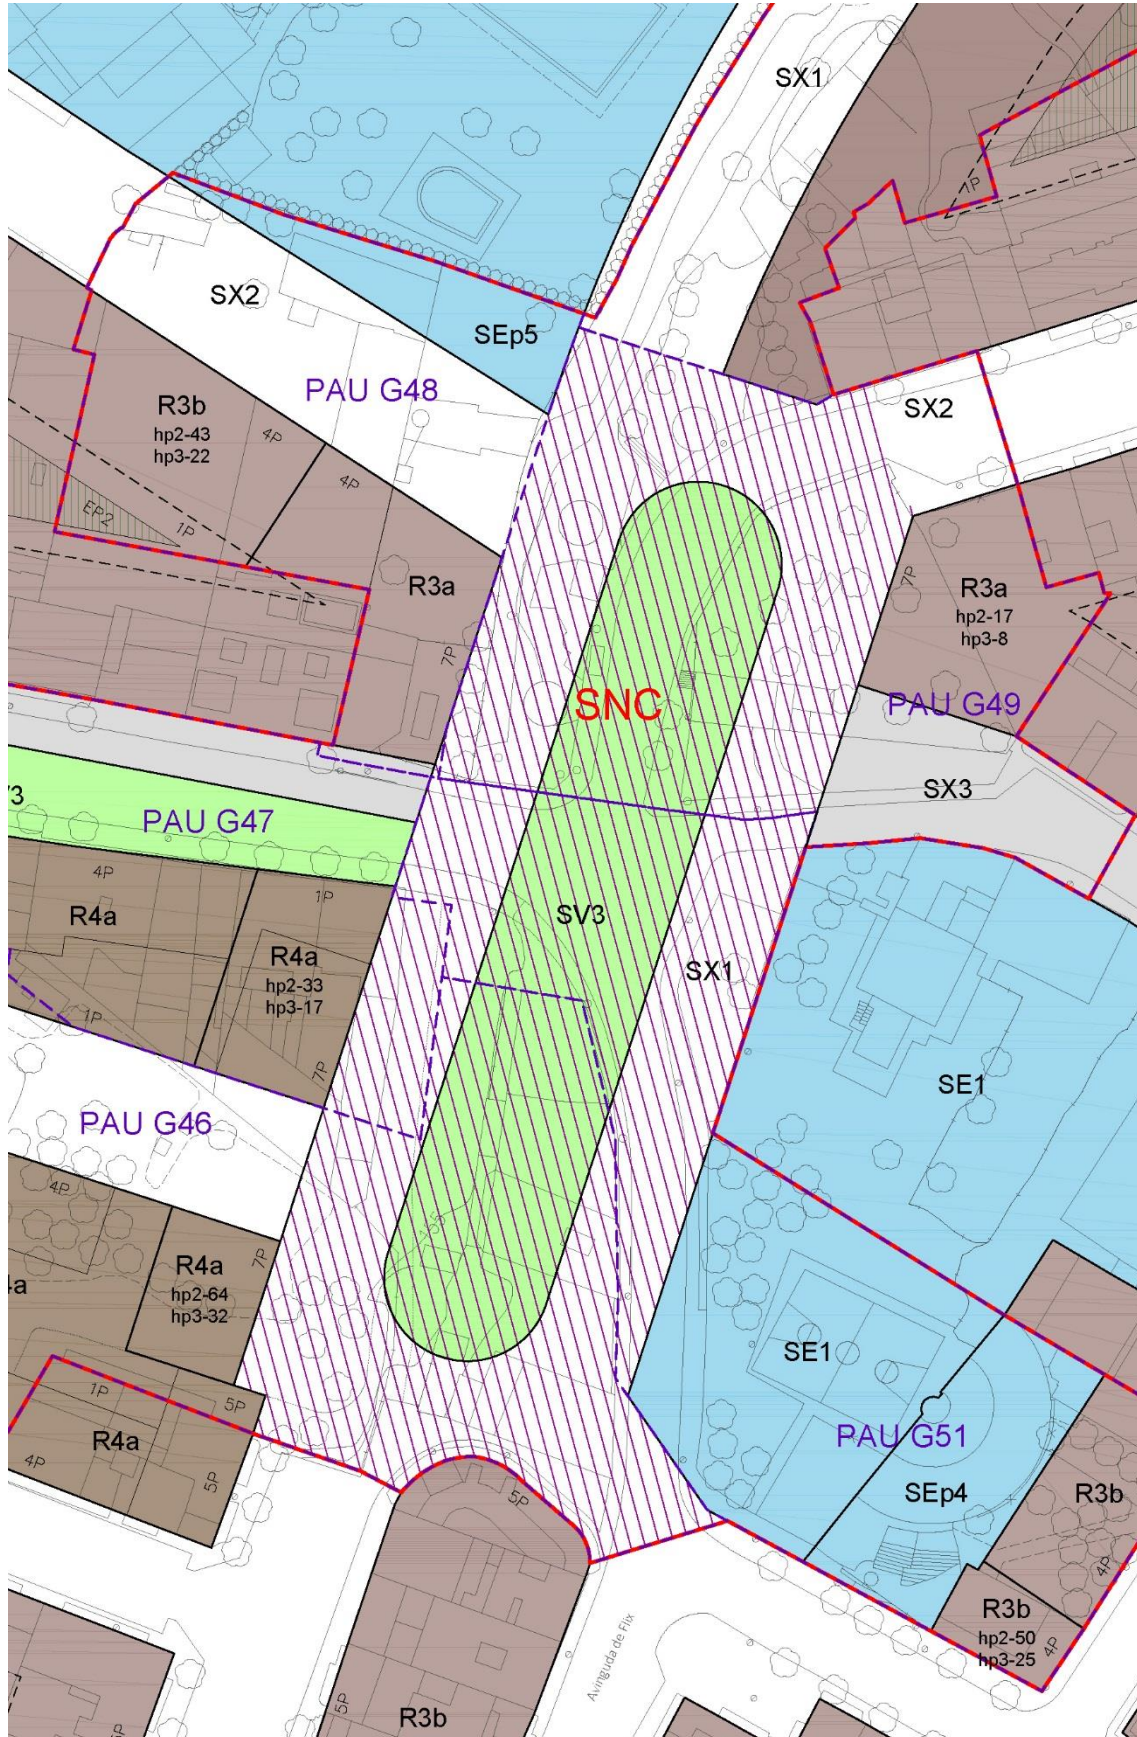 SX1
1P
SX2
SEp5
PAU G48
SX2
R3b
hp2-43
hp3-22
4P
4P
EP2
1P
R3a
7P
7P
R3a
hp2-17
hp3-8
SNC
PAU G49
SX3
/3
PAU G47
4P
1P
R4a
SV3
R4a
hp2-33
hp3-17
SX1
1P
7P
SE1
PAU G46
4P
7P
R4a
hp2-64
hp3-32
4a
SE1
1P
5P
R4a
4P
5P
PAU G51
5P
SEp4
R3b
4P
R3b
hp2-50
hp3-25
4P
Avinguda de Flix
5P
R3b
5P